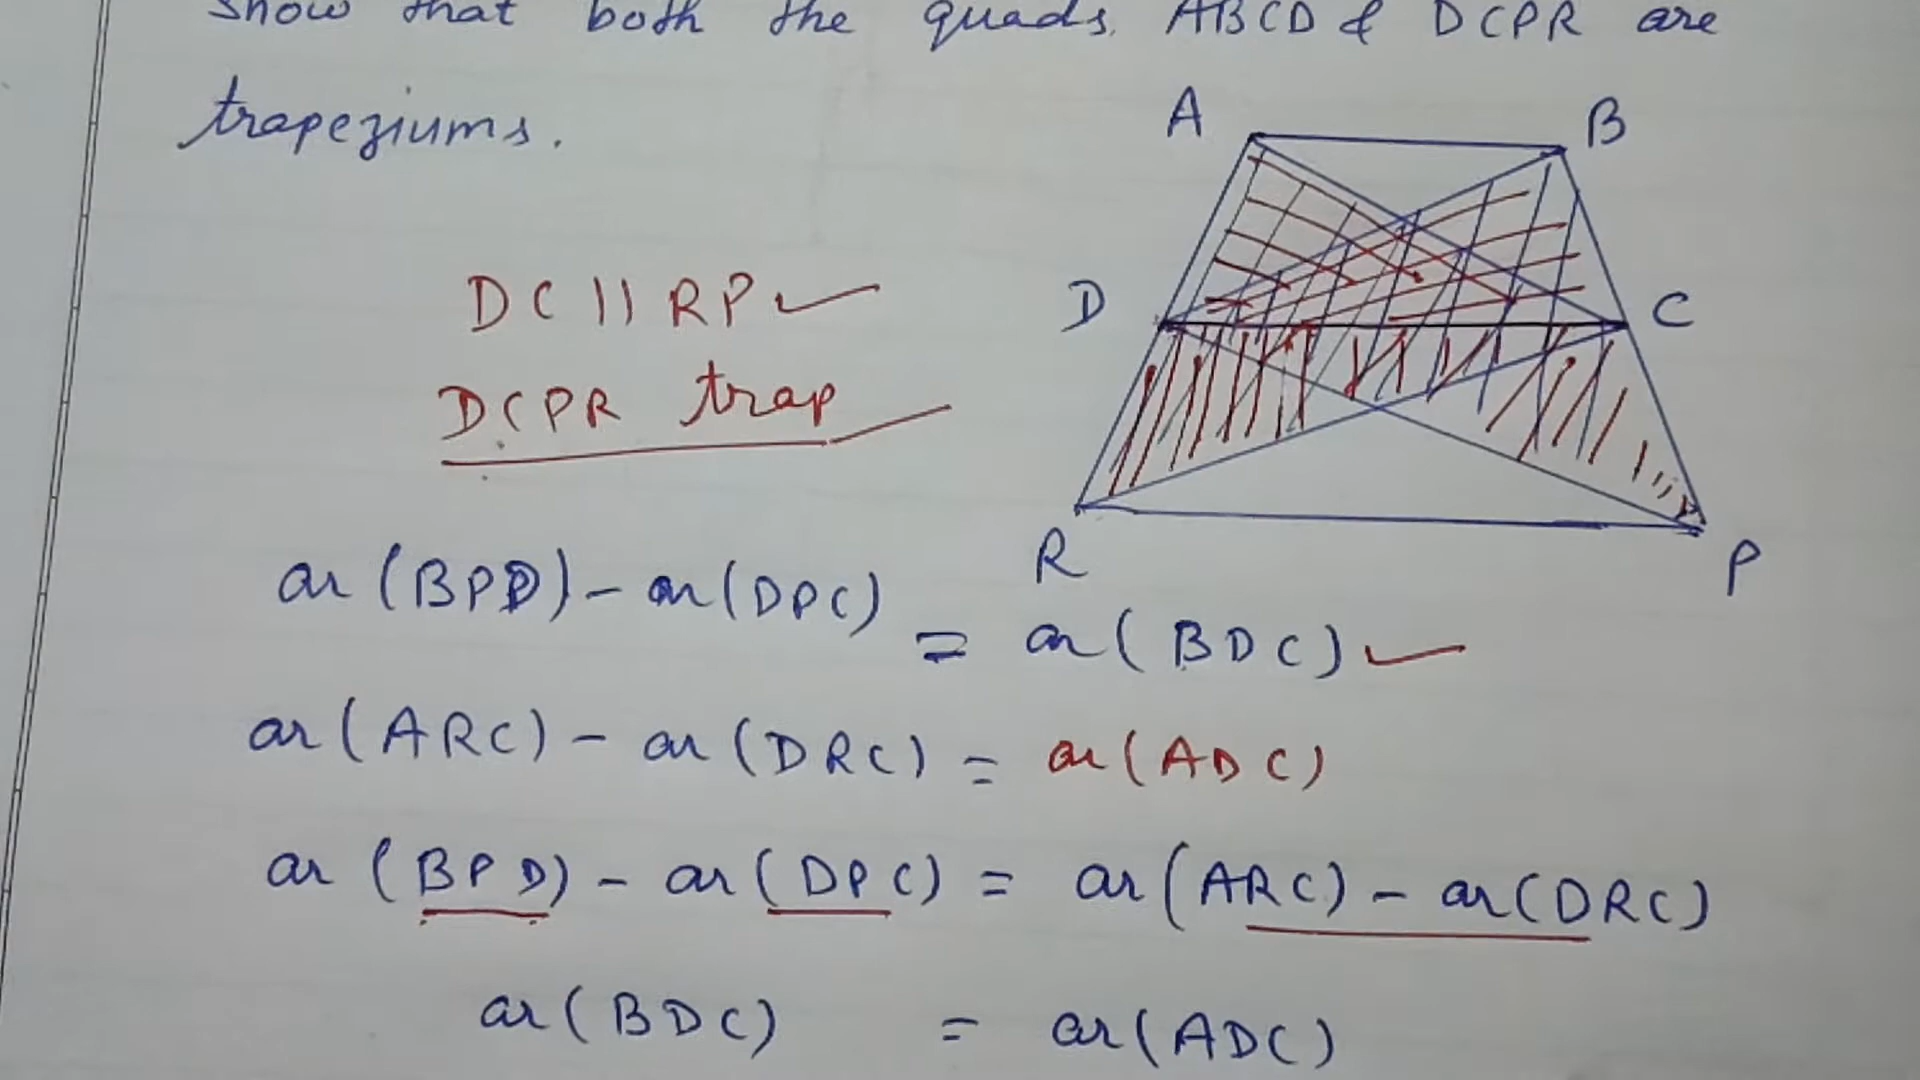 show that both the quads. ABCD & DCPR are
trapeziums.
A
B
D
C
R
P
DC || RP ✓
DCPR trap
ar (BPD) - ar (DPC) = ar (BDC) ✓
ar (ARC) - ar (DRC) = ar (ADC)
ar (BPD) - ar (DPC) = ar (ARC) - ar (DRC)
ar (BDC) = ar (ADC)